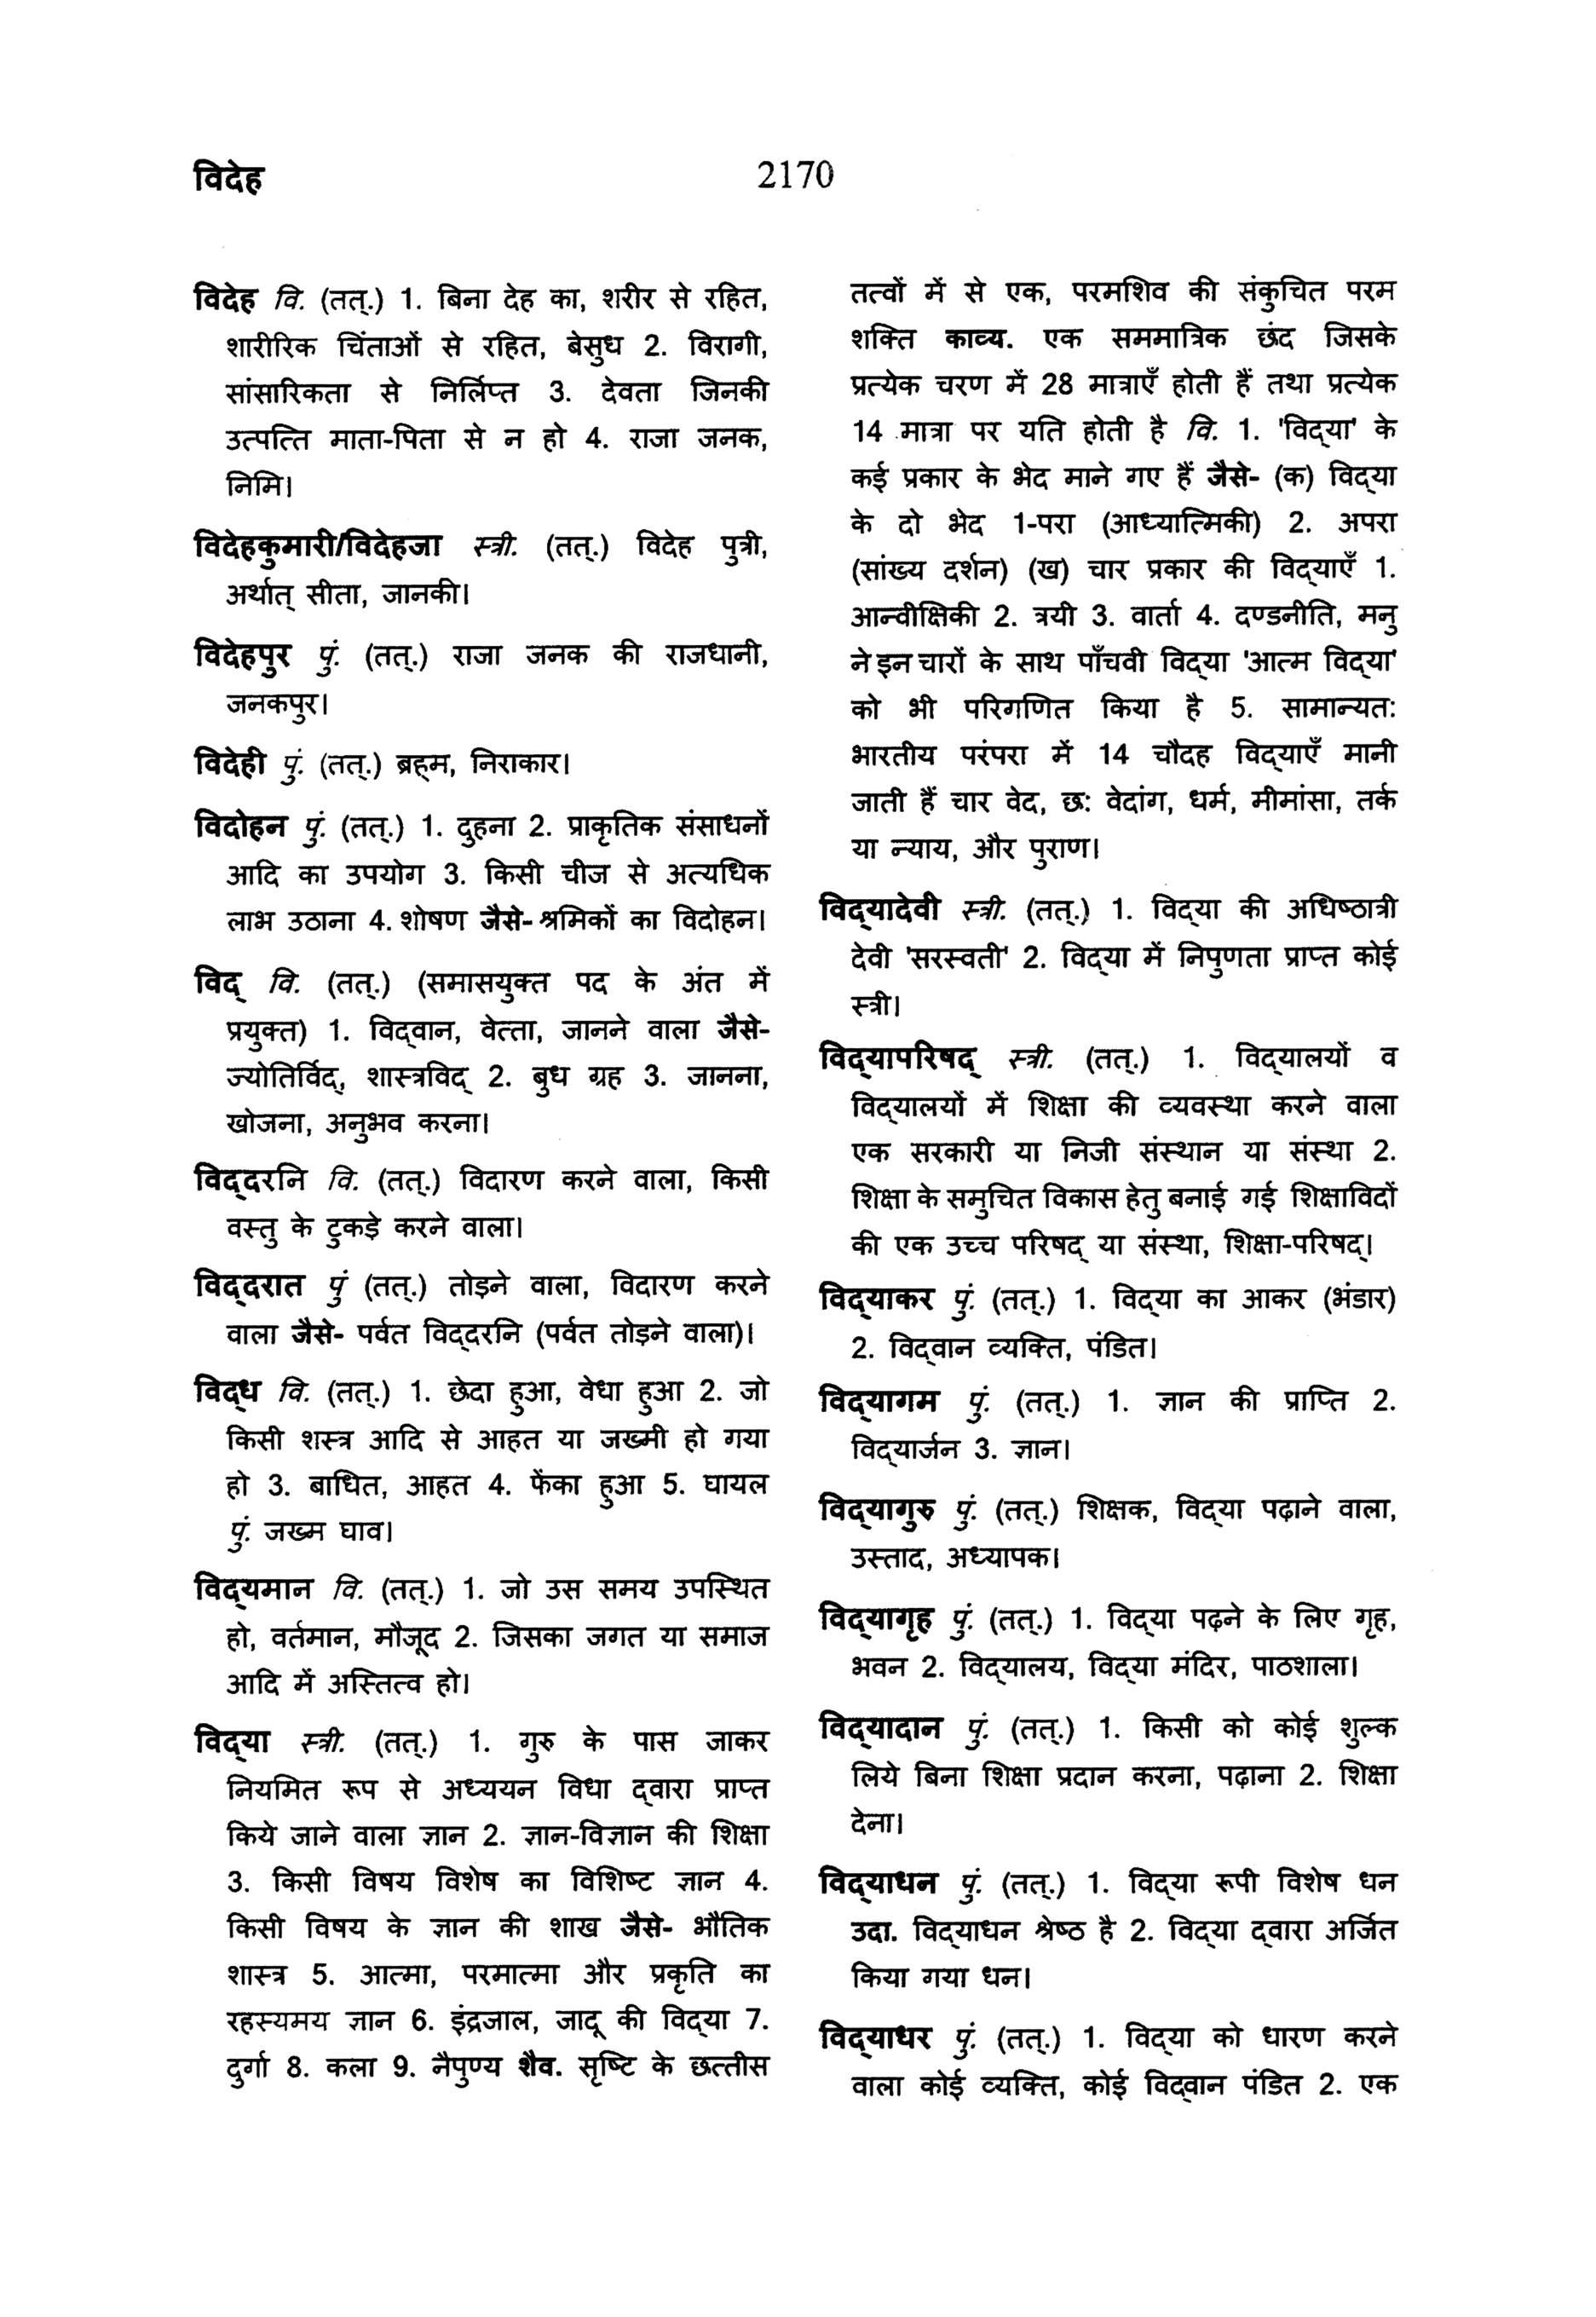 विदेह
2170
विदेह वि. (तत्.) 1. बिना देह का, शरीर से रहित,
शारीरिक चिंताओं से रहित, बेसुध 2. विरागी,
सांसारिकता से निर्लिप्त 3. देवता जिनकी
उत्पत्ति माता-पिता से न हो 4. राजा जनक,
निमि।
विदेहकुमारी/विदेहजा स्त्री. (तत्.) विदेह पुत्री,
अर्थात् सीता, जानकी।
विदेहपुर पुं. (तत्.) राजा जनक की राजधानी,
जनकपुर।
विदेही पुं. (तत्.) ब्रह्म, निराकार।
विदोहन पुं. (तत्.) 1. दुहना 2. प्राकृतिक संसाधनों
आदि का उपयोग 3. किसी चीज से अत्यधिक
लाभ उठाना 4. शोषण जैसे- श्रमिकों का विदोहन।
विद् वि. (तत्.) (समासयुक्त पद के अंत में
प्रयुक्त) 1. विद्‌वान, वेत्ता, जानने वाला जैसे-
ज्योतिर्विद्, शास्त्रविद् 2. बुध ग्रह 3. जानना,
खोजना, अनुभव करना।
विद्‌दरनि वि. (तत्.) विदारण करने वाला, किसी
वस्तु के टुकड़े करने वाला।
विद्‌दरात पुं (तत्.) तोड़ने वाला, विदारण करने
वाला जैसे- पर्वत विद्‌दरनि (पर्वत तोड़ने वाला)।
विद्‌ध वि. (तत्.) 1. छेदा हुआ, वेधा हुआ 2. जो
किसी शस्त्र आदि से आहत या जख्मी हो गया
हो 3. बाधित, आहत 4. फेंका हुआ 5. घायल
पुं. जख्म घाव।
विद्‌यमान वि. (तत्.) 1. जो उस समय उपस्थित
हो, वर्तमान, मौजूद 2. जिसका जगत या समाज
आदि में अस्तित्व हो।
विद्‌या स्त्री. (तत्.) 1. गुरु के पास जाकर
नियमित रूप से अध्ययन विधा द्‌वारा प्राप्त
किये जाने वाला ज्ञान 2. ज्ञान-विज्ञान की शिक्षा
3. किसी विषय विशेष का विशिष्ट ज्ञान 4.
किसी विषय के ज्ञान की शाख जैसे- भौतिक
शास्त्र 5. आत्मा, परमात्मा और प्रकृति का
रहस्यमय ज्ञान 6. इंद्रजाल, जादू की विद्‌या 7.
दुर्गा 8. कला 9. नैपुण्य शैव. सृष्टि के छत्तीस
तत्वों में से एक, परमशिव की संकुचित परम
शक्ति काव्य. एक सममात्रिक छंद जिसके
प्रत्येक चरण में 28 मात्राएँ होती हैं तथा प्रत्येक
14 मात्रा पर यति होती है वि. 1. 'विद्‌या' के
कई प्रकार के भेद माने गए हैं जैसे- (क) विद्‌या
के दो भेद 1-परा (आध्यात्मिकी) 2. अपरा
(सांख्य दर्शन) (ख) चार प्रकार की विद्‌याएँ 1.
आन्वीक्षिकी 2. त्रयी 3. वार्ता 4. दण्डनीति, मनु
ने इन चारों के साथ पाँचवी विद्‌या 'आत्म विद्‌या'
को भी परिगणित किया है 5. सामान्यत:
भारतीय परंपरा में 14 चौदह विद्‌याएँ मानी
जाती हैं चार वेद, छ: वेदांग, धर्म, मीमांसा, तर्क
या न्याय, और पुराण।
विद्‌यादेवी स्त्री. (तत्.) 1. विद्‌या की अधिष्ठात्री
देवी 'सरस्वती' 2. विद्‌या में निपुणता प्राप्त कोई
स्त्री।
विद्‌यापरिषद् स्त्री. (तत्.) 1. विद्‌यालयों व
विद्‌यालयों में शिक्षा की व्यवस्था करने वाला
एक सरकारी या निजी संस्थान या संस्था 2.
शिक्षा के समुचित विकास हेतु बनाई गई शिक्षाविदों
की एक उच्च परिषद् या संस्था, शिक्षा-परिषद्।
विद्‌याकर पुं. (तत्.) 1. विद्‌या का आकर (भंडार)
2. विद्‌वान व्यक्ति, पंडित।
विद्‌यागम पुं. (तत्.) 1. ज्ञान की प्राप्ति 2.
विद्‌यार्जन 3. ज्ञान।
विद्‌यागुरु पुं. (तत्.) शिक्षक, विद्‌या पढ़ाने वाला,
उस्ताद, अध्यापक।
विद्‌यागृह पुं. (तत्.) 1. विद्‌या पढ़ने के लिए गृह,
भवन 2. विद्‌यालय, विद्‌या मंदिर, पाठशाला।
विद्‌यादान पुं. (तत्.) 1. किसी को कोई शुल्क
लिये बिना शिक्षा प्रदान करना, पढ़ाना 2. शिक्षा
देना।
विद्‌याधन पुं. (तत्.) 1. विद्‌या रूपी विशेष धन
उदा. विद्‌याधन श्रेष्ठ है 2. विद्‌या द्‌वारा अर्जित
किया गया धन।
विद्‌याधर पुं. (तत्.) 1. विद्‌या को धारण करने
वाला कोई व्यक्ति, कोई विद्‌वान पंडित 2. एक